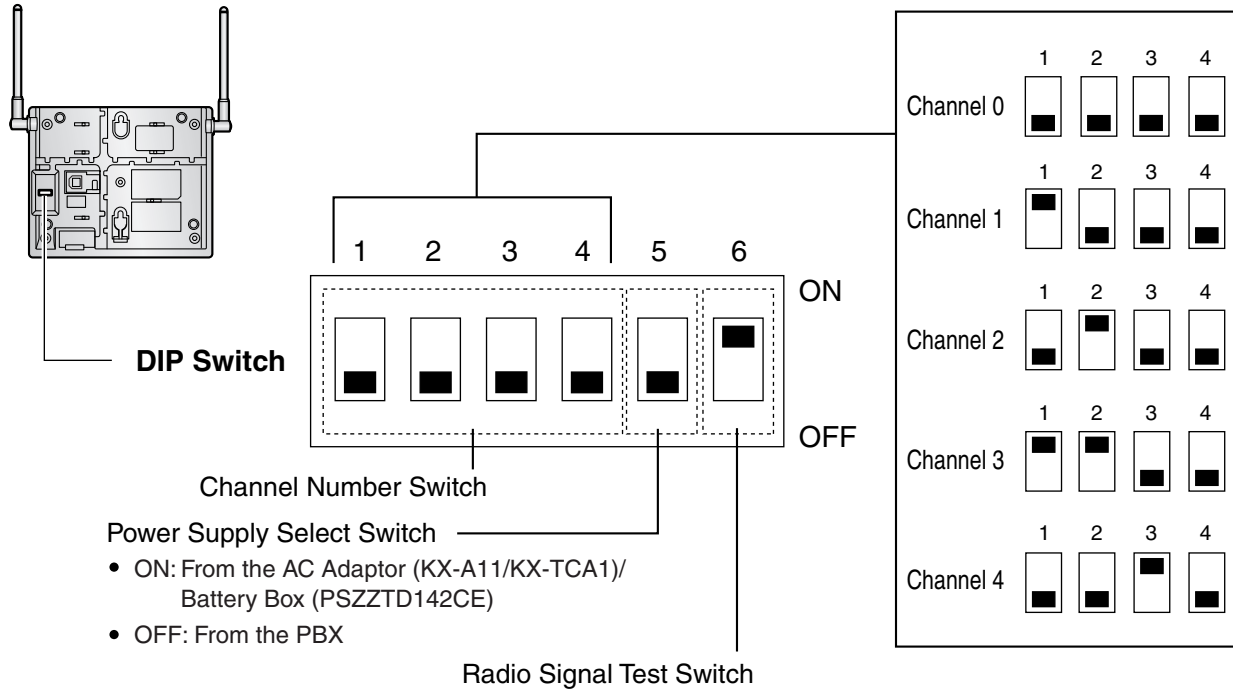 1 2 3 4
Channel 0
1 2 3 4
Channel 1
1 2 3 4
Channel 2
1 2 3 4
Channel 3
1 2 3 4
Channel 4
1 2 3 4 5 6
ON
DIP Switch
OFF
Channel Number Switch
Power Supply Select Switch
• ON: From the AC Adaptor (KX-A11/KX-TCA1)/
Battery Box (PSZZTD142CE)
• OFF: From the PBX
Radio Signal Test Switch